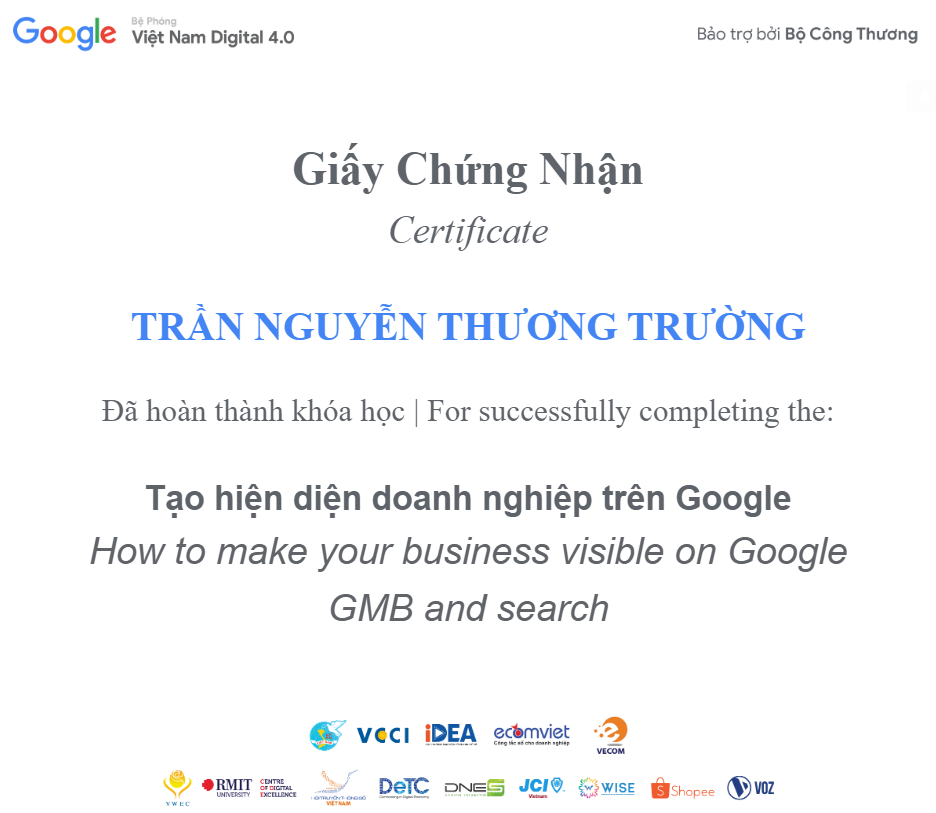 Google
Bệ Phóng
Việt Nam Digital 4.0
Bảo trợ bởi Bộ Công Thương
Giấy Chứng Nhận
Certificate
TRẦN NGUYỄN THƯƠNG TRƯỜNG
Đã hoàn thành khóa học | For successfully completing the:
Tạo hiện diện doanh nghiệp trên Google
How to make your business visible on Google
GMB and search
VCCI
iDEA
ecomviet
Cổng tác số cho doanh nghiệp
VECOM
VWEC
RMIT
UNIVERSITY
CENTRE
OF DIGITAL
EXCELLENCE
VIETNAM
DeTC
DNES
JCI
Vietnam
WISE
Shopee
VOZ